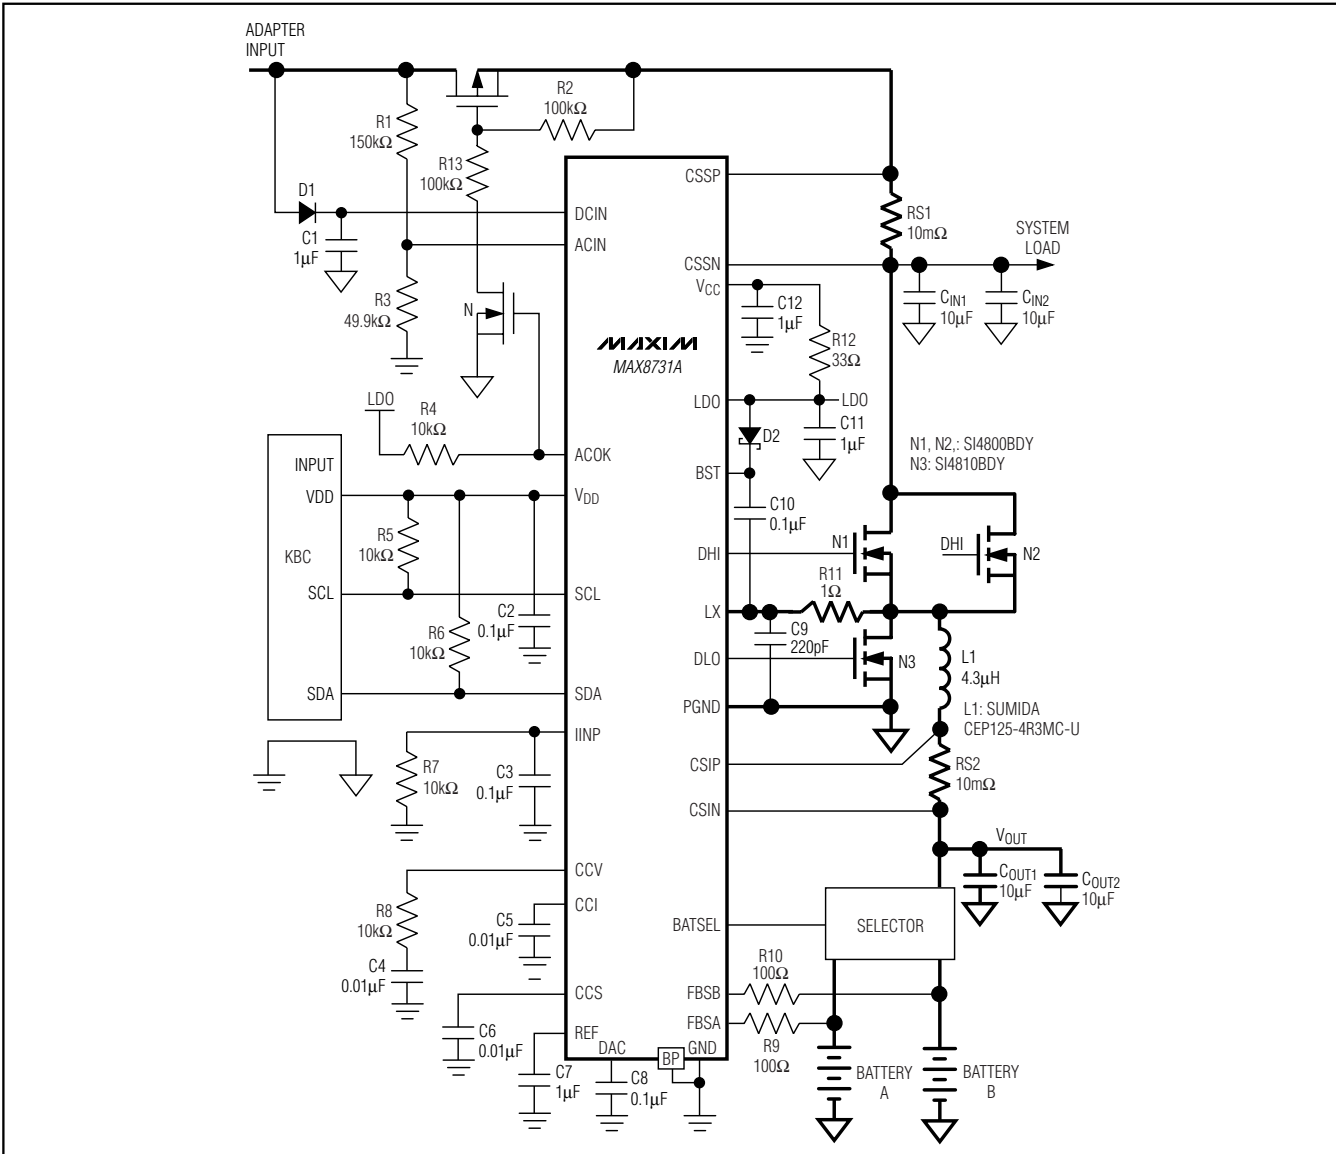 ADAPTER
INPUT
R2
100kΩ
R1
150kΩ
R13
100kΩ
CSSP
D1
DCIN
RS1
10mΩ
C1
1µF
ACIN
SYSTEM
LOAD
CSSN
VCC
R3
49.9kΩ
N
C12
1µF
CIN1
10µF
CIN2
10µF
MAXIM
MAX8731A
R12
33Ω
LDO
R4
10kΩ
LDO
LDO
D2
C11
1µF
N1, N2,: SI4800BDY
N3: SI4810BDY
INPUT
ACOK
BST
VDD
VDD
C10
0.1µF
R5
10kΩ
KBC
DHI
N1
DHI
N2
R11
1Ω
SCL
SCL
C2
0.1µF
LX
R6
10kΩ
C9
220pF
DLO
N3
L1
4.3µH
SDA
SDA
PGND
L1: SUMIDA
CEP125-4R3MC-U
IINP
R7
10kΩ
C3
0.1µF
CSIP
RS2
10mΩ
CSIN
VOUT
CCV
COUT1
10µF
COUT2
10µF
R8
10kΩ
CCI
C5
0.01µF
BATSEL
SELECTOR
C4
0.01µF
R10
100Ω
CCS
FBSB
C6
0.01µF
REF
FBSA
R9
100Ω
DAC
BP
GND
C7
1µF
C8
0.1µF
BATTERY
A
BATTERY
B